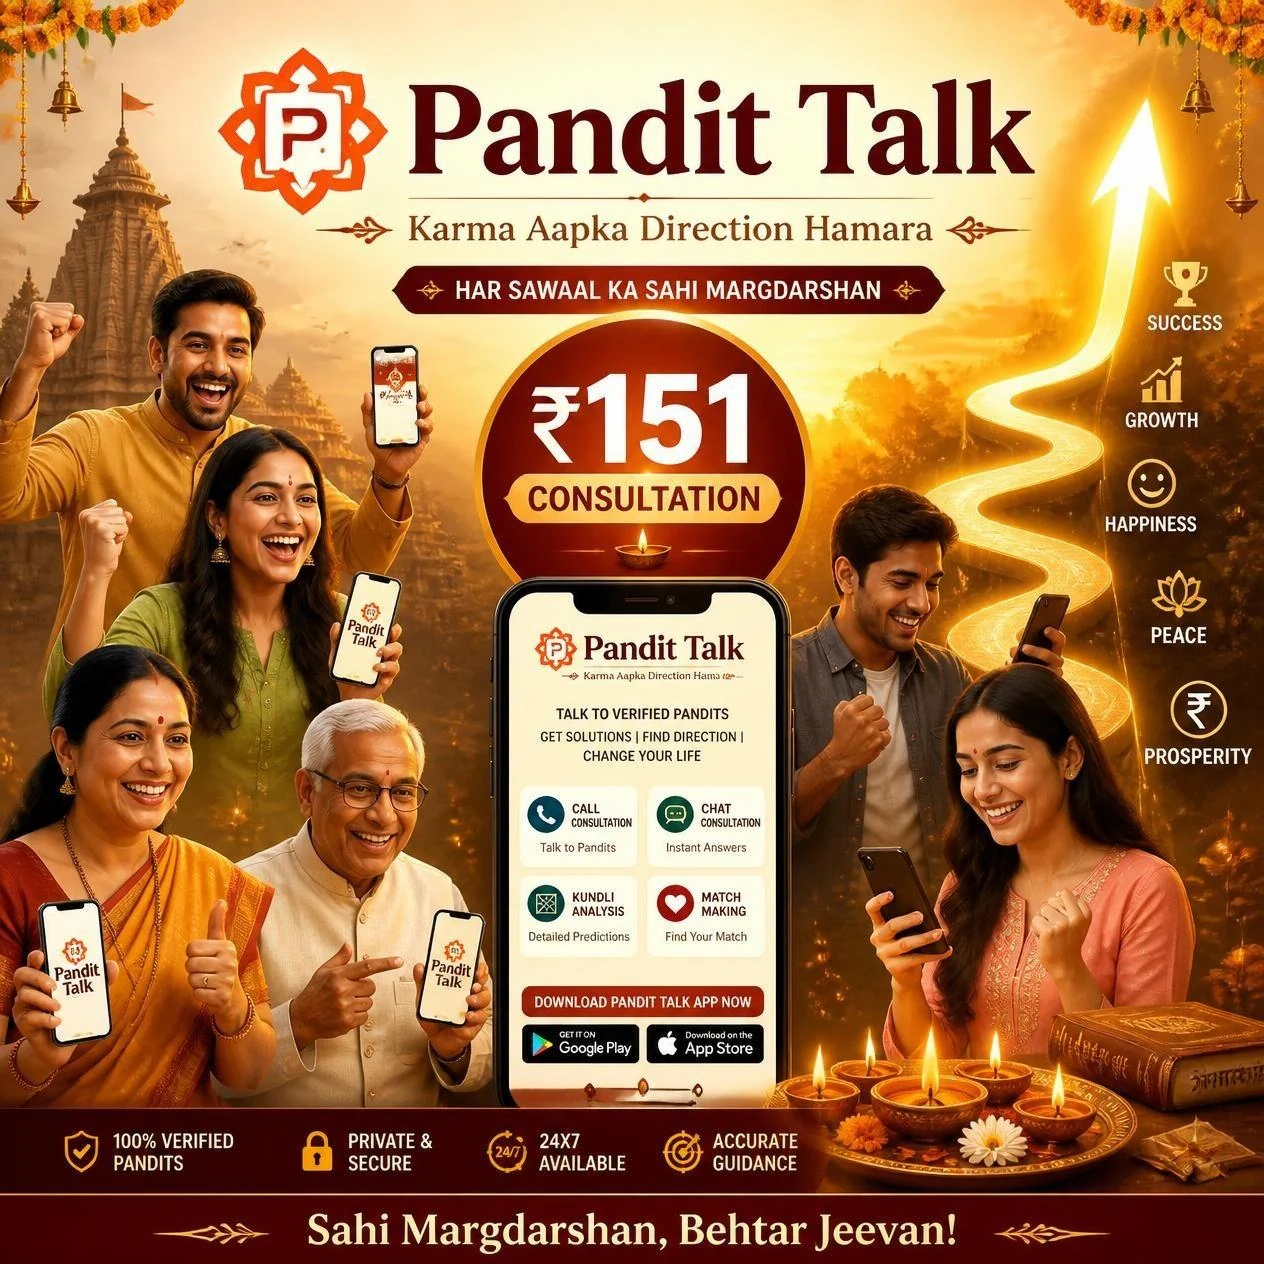 Pandit Talk
Karma Aapka Direction Hamara
HAR SAWAAL KA SAHI MARGDARSHAN
₹151
CONSULTATION
SUCCESS
GROWTH
HAPPINESS
PEACE
₹
PROSPERITY
Pandit
Talk
Pandit
Talk
Pandit
Talk
Pandit Talk
Karma Aapka Direction Hama
TALK TO VERIFIED PANDITS
GET SOLUTIONS | FIND DIRECTION |
CHANGE YOUR LIFE
CALL
CONSULTATION
Talk to Pandits
CHAT
CONSULTATION
Instant Answers
KUNDLI
ANALYSIS
Detailed Predictions
MATCH
MAKING
Find Your Match
DOWNLOAD PANDIT TALK APP NOW
GET IT ON
Google Play
Download on the
App Store
100% VERIFIED
PANDITS
PRIVATE &
SECURE
24/7
24X7
AVAILABLE
ACCURATE
GUIDANCE
Sahi Margdarshan, Behtar Jeevan!